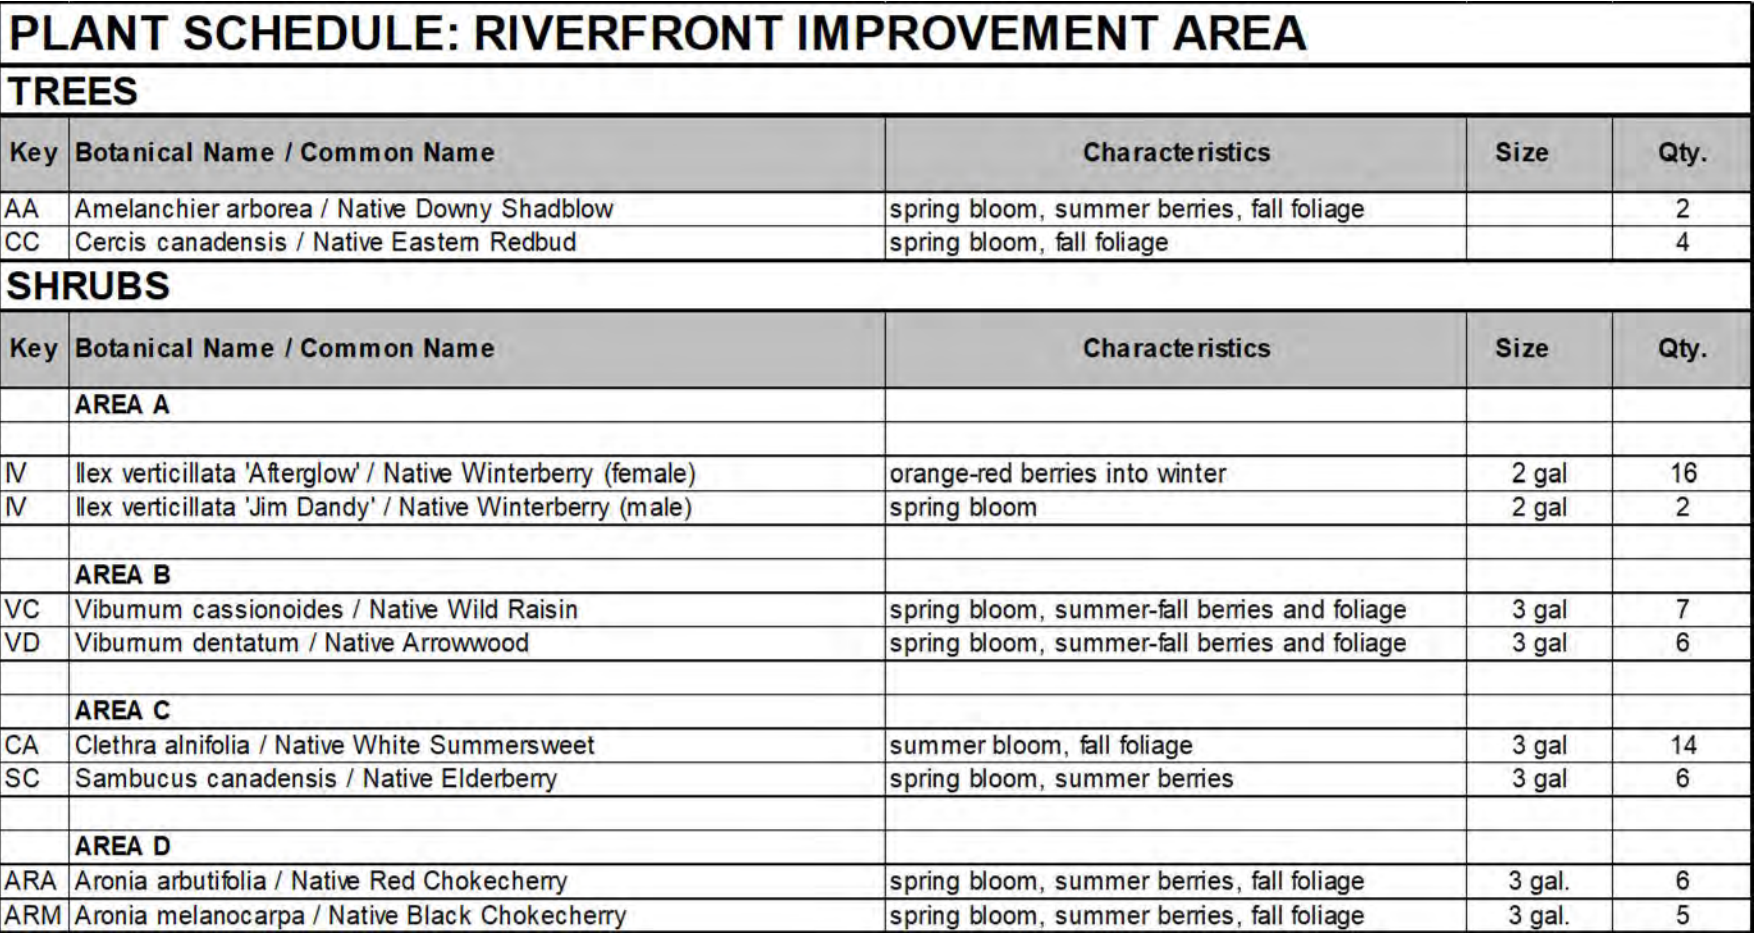 PLANT SCHEDULE: RIVERFRONT IMPROVEMENT AREA
TREES
Key Botanical Name / Common Name Characteristics Size Qty.
AA Amelanchier arborea / Native Downy Shadblow spring bloom, summer berries, fall foliage 2
CC Cercis canadensis / Native Eastern Redbud spring bloom, fall foliage 4
SHRUBS
Key Botanical Name / Common Name Characteristics Size Qty.
AREA A
IV Ilex verticillata 'Afterglow' / Native Winterberry (female) orange-red berries into winter 2 gal 16
IV Ilex verticillata 'Jim Dandy' / Native Winterberry (male) spring bloom 2 gal 2
AREA B
VC Viburnum cassionoides / Native Wild Raisin spring bloom, summer-fall berries and foliage 3 gal 7
VD Viburnum dentatum / Native Arrowwood spring bloom, summer-fall berries and foliage 3 gal 6
AREA C
CA Clethra alnifolia / Native White Summersweet summer bloom, fall foliage 3 gal 14
SC Sambucus canadensis / Native Elderberry spring bloom, summer berries 3 gal 6
AREA D
ARA Aronia arbutifolia / Native Red Chokecherry spring bloom, summer berries, fall foliage 3 gal. 6
ARM Aronia melanocarpa / Native Black Chokecherry spring bloom, summer berries, fall foliage 3 gal. 5